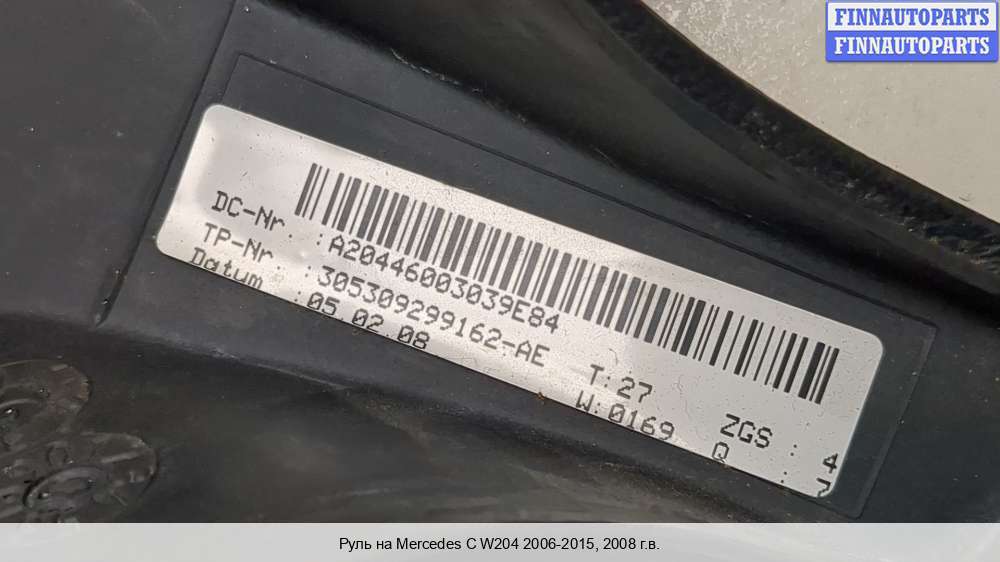 FINNAUTOPARTS
FINNAUTOPARTS
DC-Nr. :A20446003039E84
TP-Nr. :305309299162-AE
Datum :05.02.08
T:27
W:0169
ZGS : 4
Q : 7
Руль на Mercedes C W204 2006-2015, 2008 г.в.